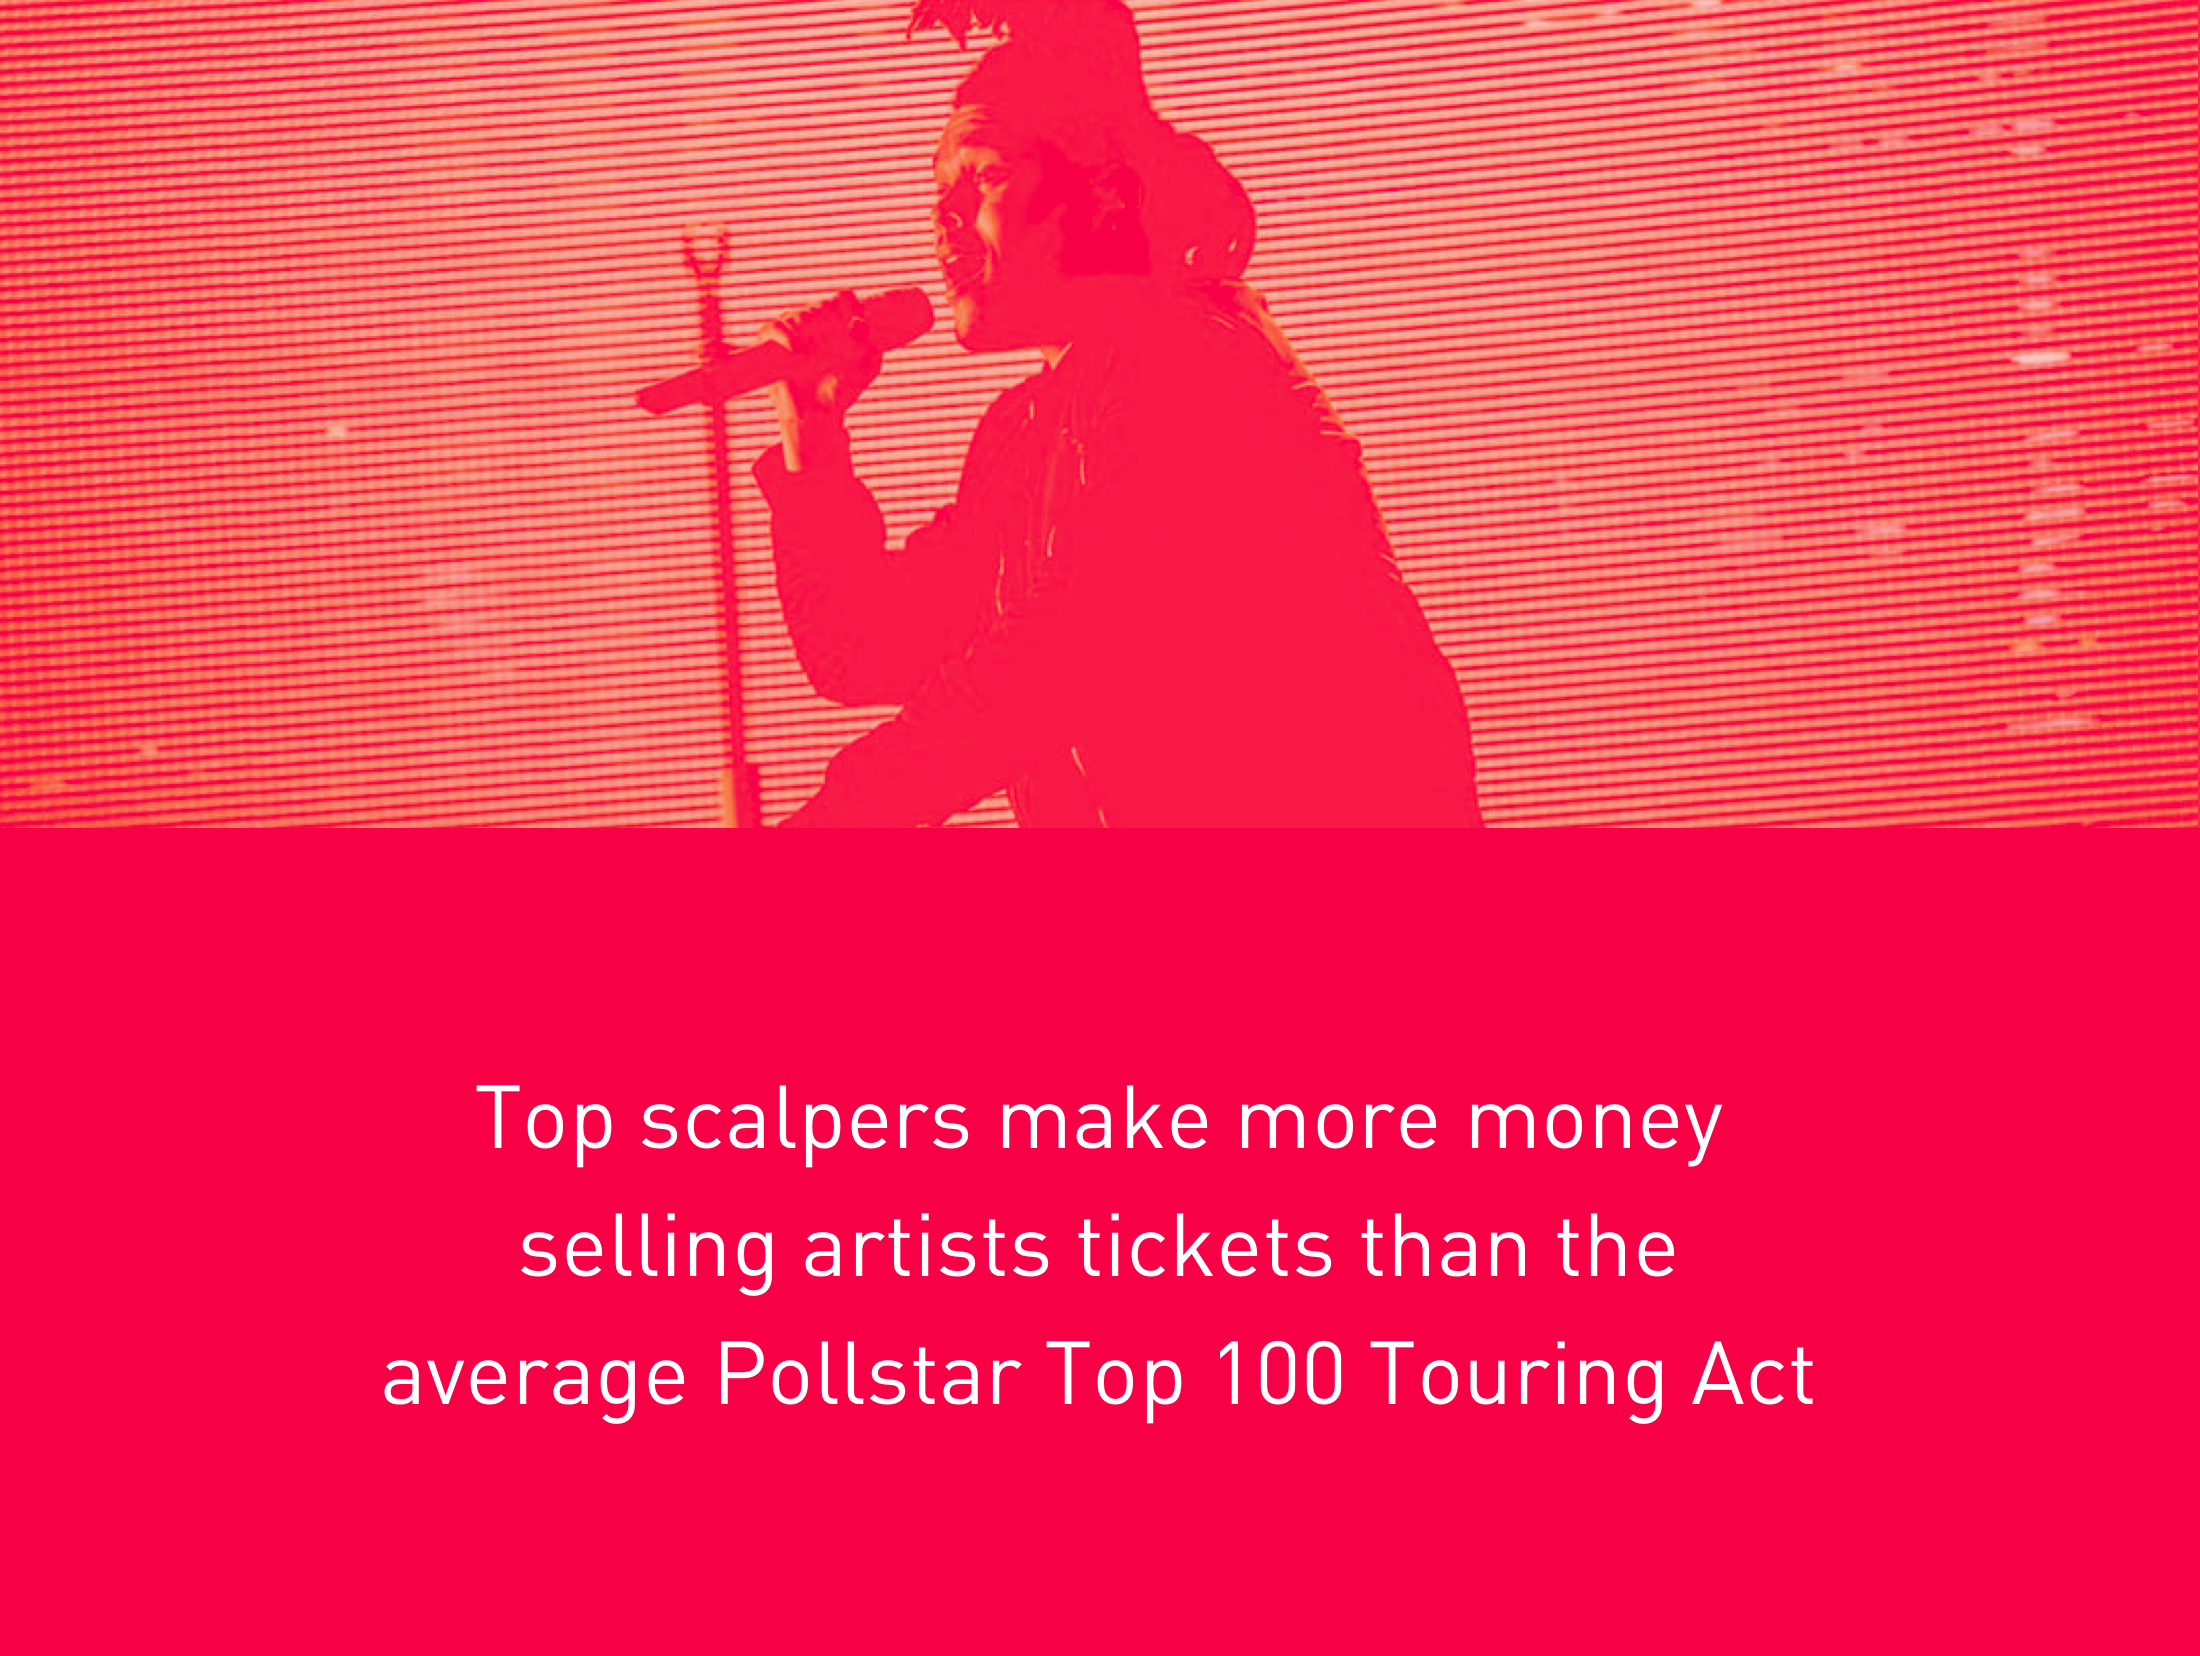 Top scalpers make more money
selling artists tickets than the
average Pollstar Top 100 Touring Act